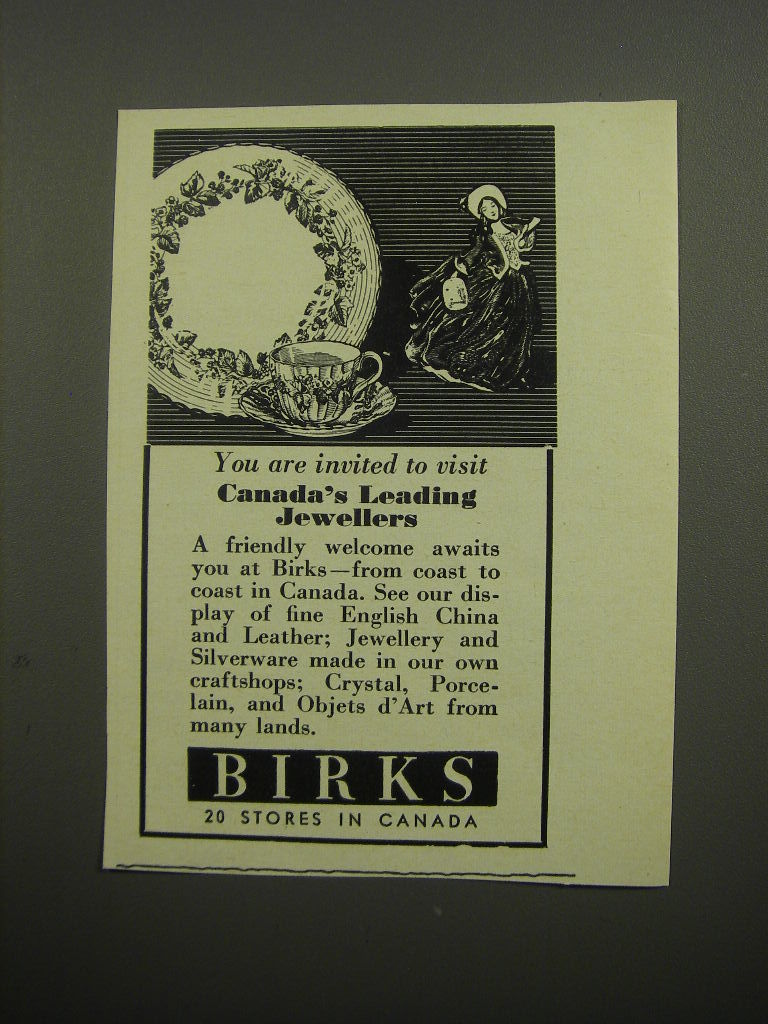 You are invited to visit
Canada's Leading
Jewellers
A friendly welcome awaits
you at Birks—from coast to
coast in Canada. See our dis-
play of fine English China
and Leather; Jewellery and
Silverware made in our own
craftshops; Crystal, Porce-
lain, and Objets d'Art from
many lands.
BIRKS
20 STORES IN CANADA